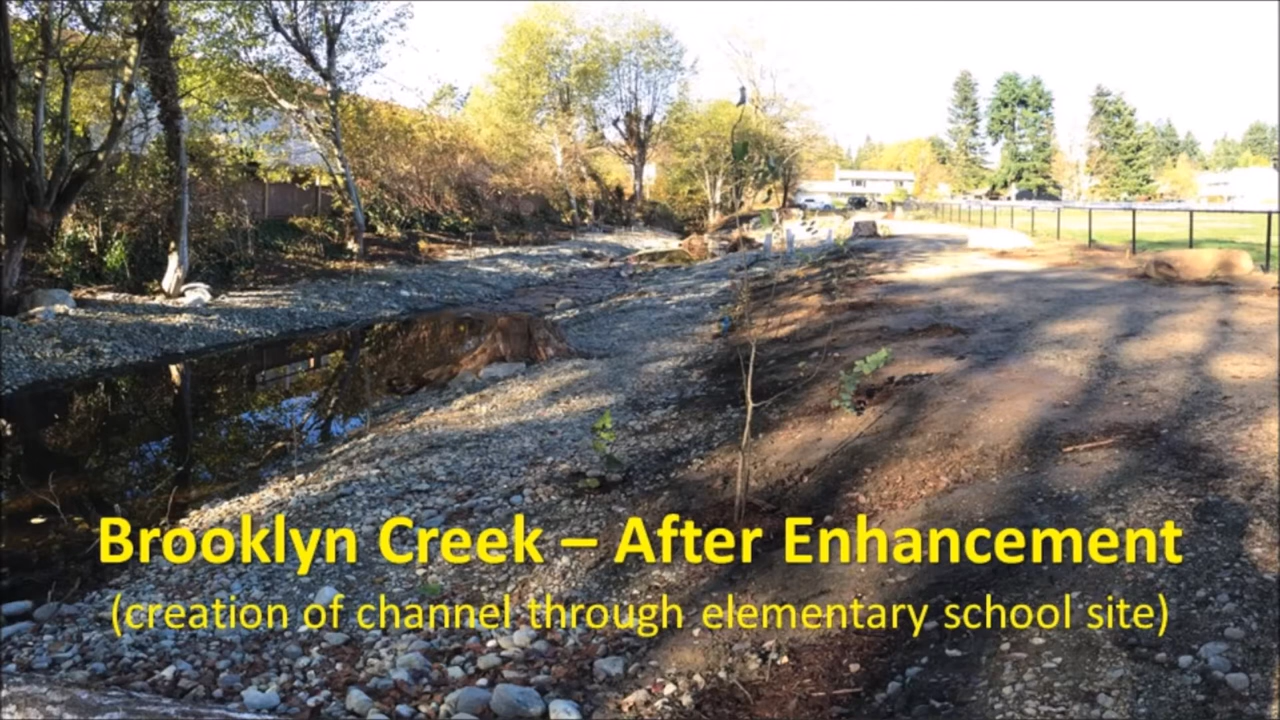 Brooklyn Creek – After Enhancement
(creation of channel through elementary school site)